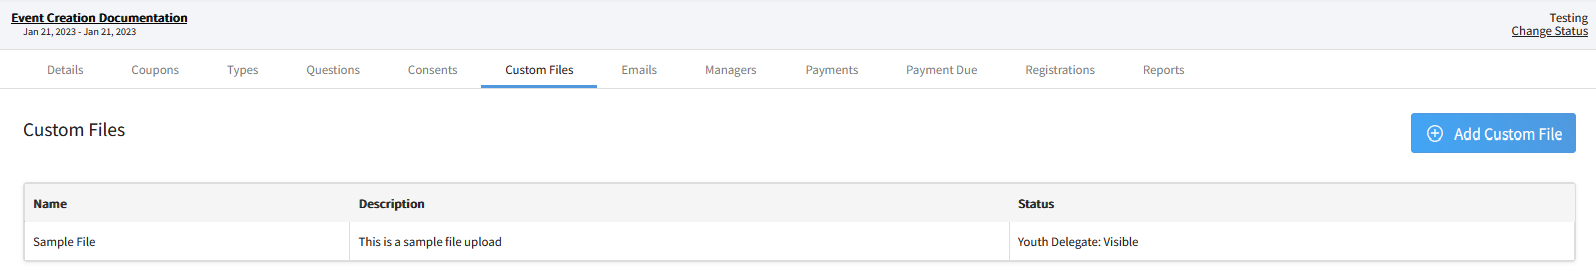 Event Creation Documentation
Jan 21, 2023 - Jan 21, 2023
Testing
Change Status
Details Coupons Types Questions Consents Custom Files Emails Managers Payments Payment Due Registrations Reports
Custom Files
Add Custom File
Name Description Status
Sample File This is a sample file upload Youth Delegate: Visible